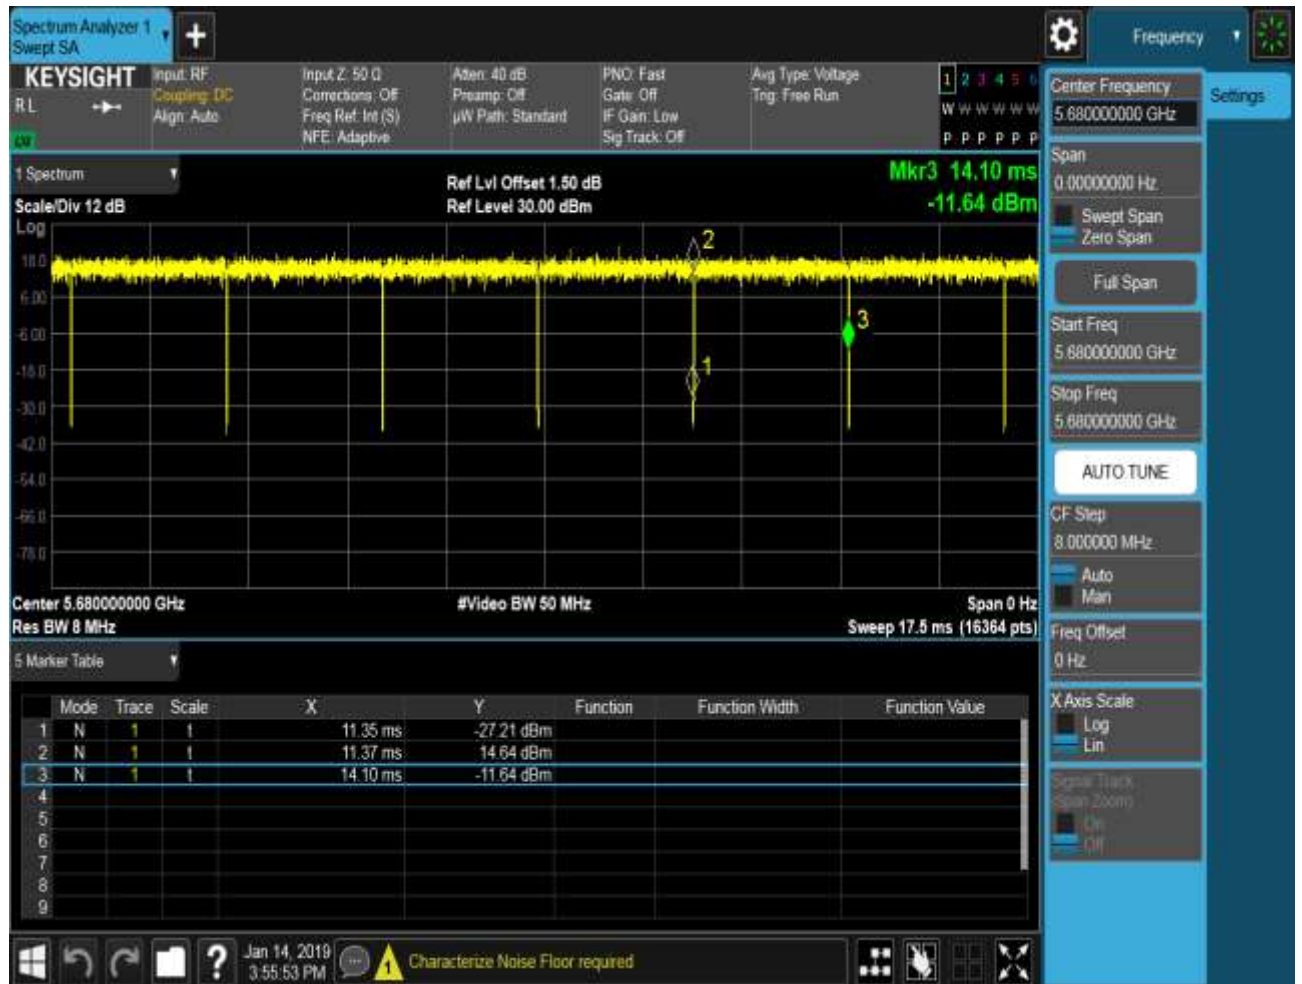 Spectrum Analyzer 1
Swept SA
+
Frequency
KEYSIGHT
RL
Input: RF
Coupling: DC
Align: Auto
Input Z: 50 Ω
Corrections: Off
Freq Ref: Int (S)
NFE: Adaptive
Atten: 40 dB
Preamp: Off
µW Path: Standard
PNO: Fast
Gate: Off
IF Gain: Low
Sig Track: Off
Avg Type: Voltage
Trig: Free Run
1 2 3 4 5 6
W W W W W W
P P P P P P
1 Spectrum
Scale/Div 12 dB
Log
Ref Lvl Offset 1.50 dB
Ref Level 30.00 dBm
Mkr3 14.10 ms
-11.64 dBm
18.0
6.00
-6.00
-18.0
-30.0
-42.0
-54.0
-66.0
-78.0
2
3
1
Center 5.680000000 GHz
#Video BW 50 MHz
Span 0 Hz
Res BW 8 MHz
Sweep 17.5 ms (16364 pts)
5 Marker Table
Mode Trace Scale X Y Function Function Width Function Value
1 N 1 t 11.35 ms -27.21 dBm
2 N 1 t 11.37 ms 14.64 dBm
3 N 1 t 14.10 ms -11.64 dBm
4
5
6
7
8
9
Jan 14, 2019
3:55:53 PM
?
1
Characterize Noise Floor required
Center Frequency
5.680000000 GHz
Settings
Span
0.00000000 Hz
Swept Span
Zero Span
Full Span
Start Freq
5.680000000 GHz
Stop Freq
5.680000000 GHz
AUTO TUNE
CF Step
8.000000 MHz
Auto
Man
Freq Offset
0 Hz
X Axis Scale
Log
Lin
Signal Track
(Span Zoom)
On
Off